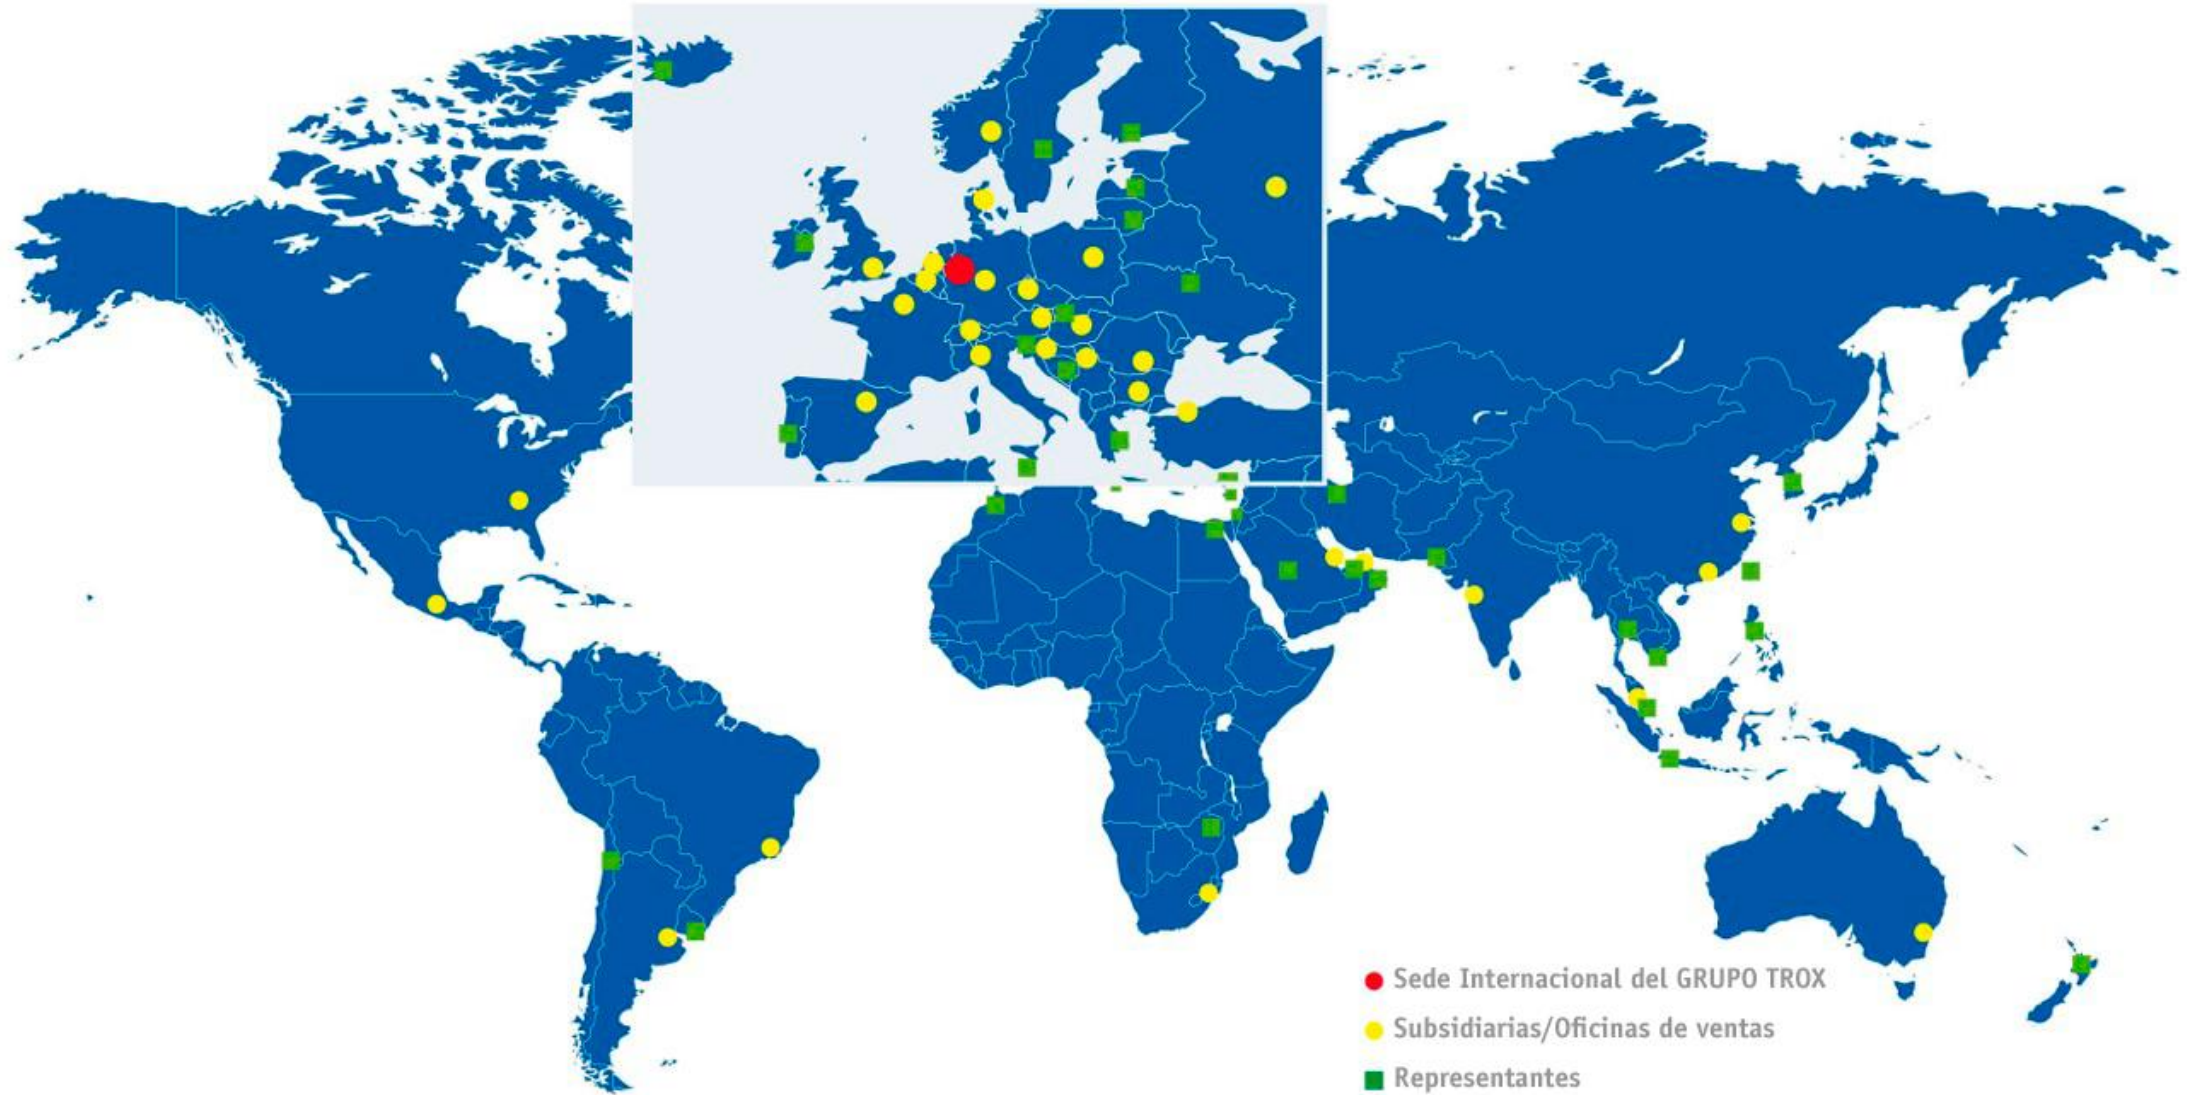 Sede Internacional del GRUPO TROX
Subsidiarias/Oficinas de ventas
Representantes